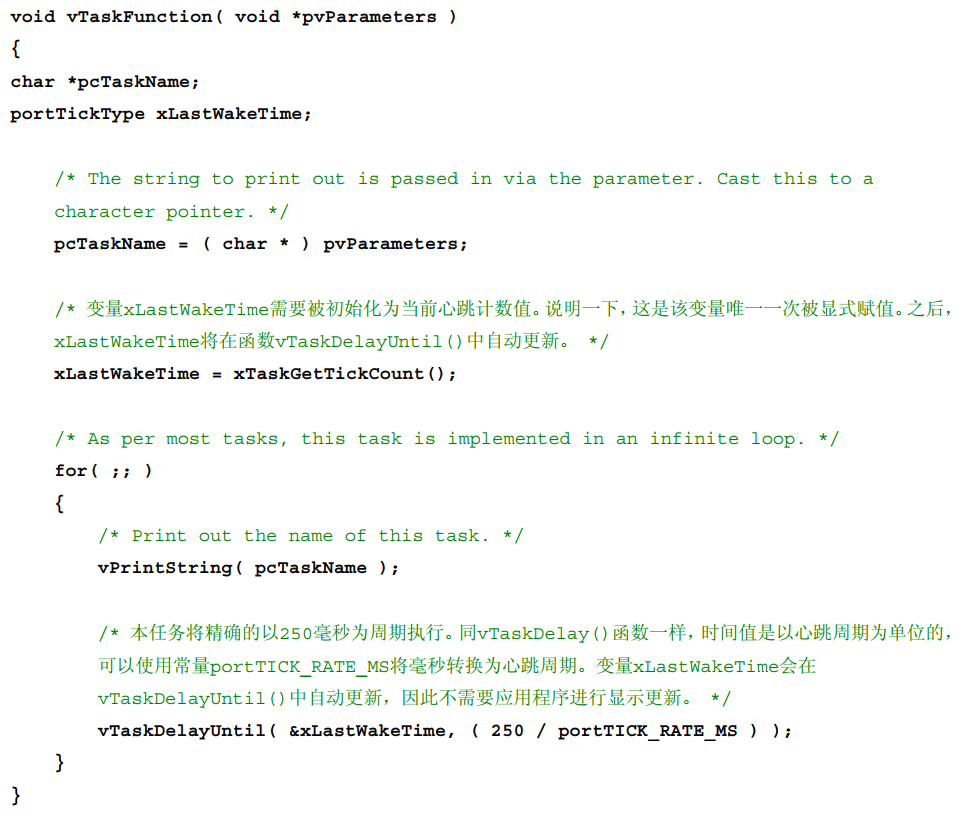 void vTaskFunction( void *pvParameters )
{
char *pcTaskName;
portTickType xLastWakeTime;
/* The string to print out is passed in via the parameter. Cast this to a
character pointer. */
pcTaskName = ( char * ) pvParameters;
/* 变量xLastWakeTime需要被初始化为当前心跳计数值。说明一下，这是该变量唯一一次被显式赋值。之后，
xLastWakeTime将在函数vTaskDelayUntil()中自动更新。 */
xLastWakeTime = xTaskGetTickCount();
/* As per most tasks, this task is implemented in an infinite loop. */
for( ;; )
{
/* Print out the name of this task. */
vPrintString( pcTaskName );
/* 本任务将精确的以250毫秒为周期执行。同vTaskDelay()函数一样，时间值是以心跳周期为单位的，
可以使用常量portTICK_RATE_MS将毫秒转换为心跳周期。变量xLastWakeTime会在
vTaskDelayUntil()中自动更新，因此不需要应用程序进行显示更新。 */
vTaskDelayUntil( &xLastWakeTime, ( 250 / portTICK_RATE_MS ) );
}
}